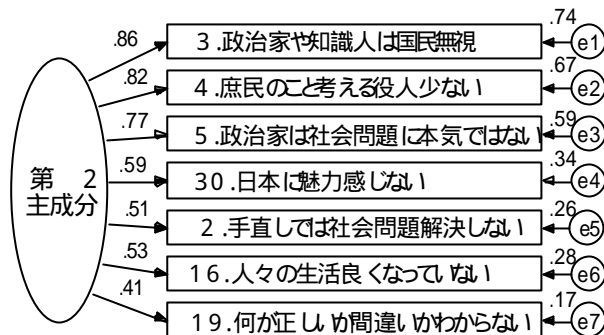 .74
.86
3.政治家や知識人は国民無視
e1
.67
.82
4.庶民のこと考える役人少ない
e2
.59
.77
5.政治家は社会問題に本気ではない
e3
.34
第 2
主成分
.59
30.日本に魅力感じない
e4
.26
.51
2.手直しでは社会問題解決しない
e5
.28
.53
16.人々の生活良くなっていない
e6
.17
.41
19.何が正しいか間違いかわからない
e7